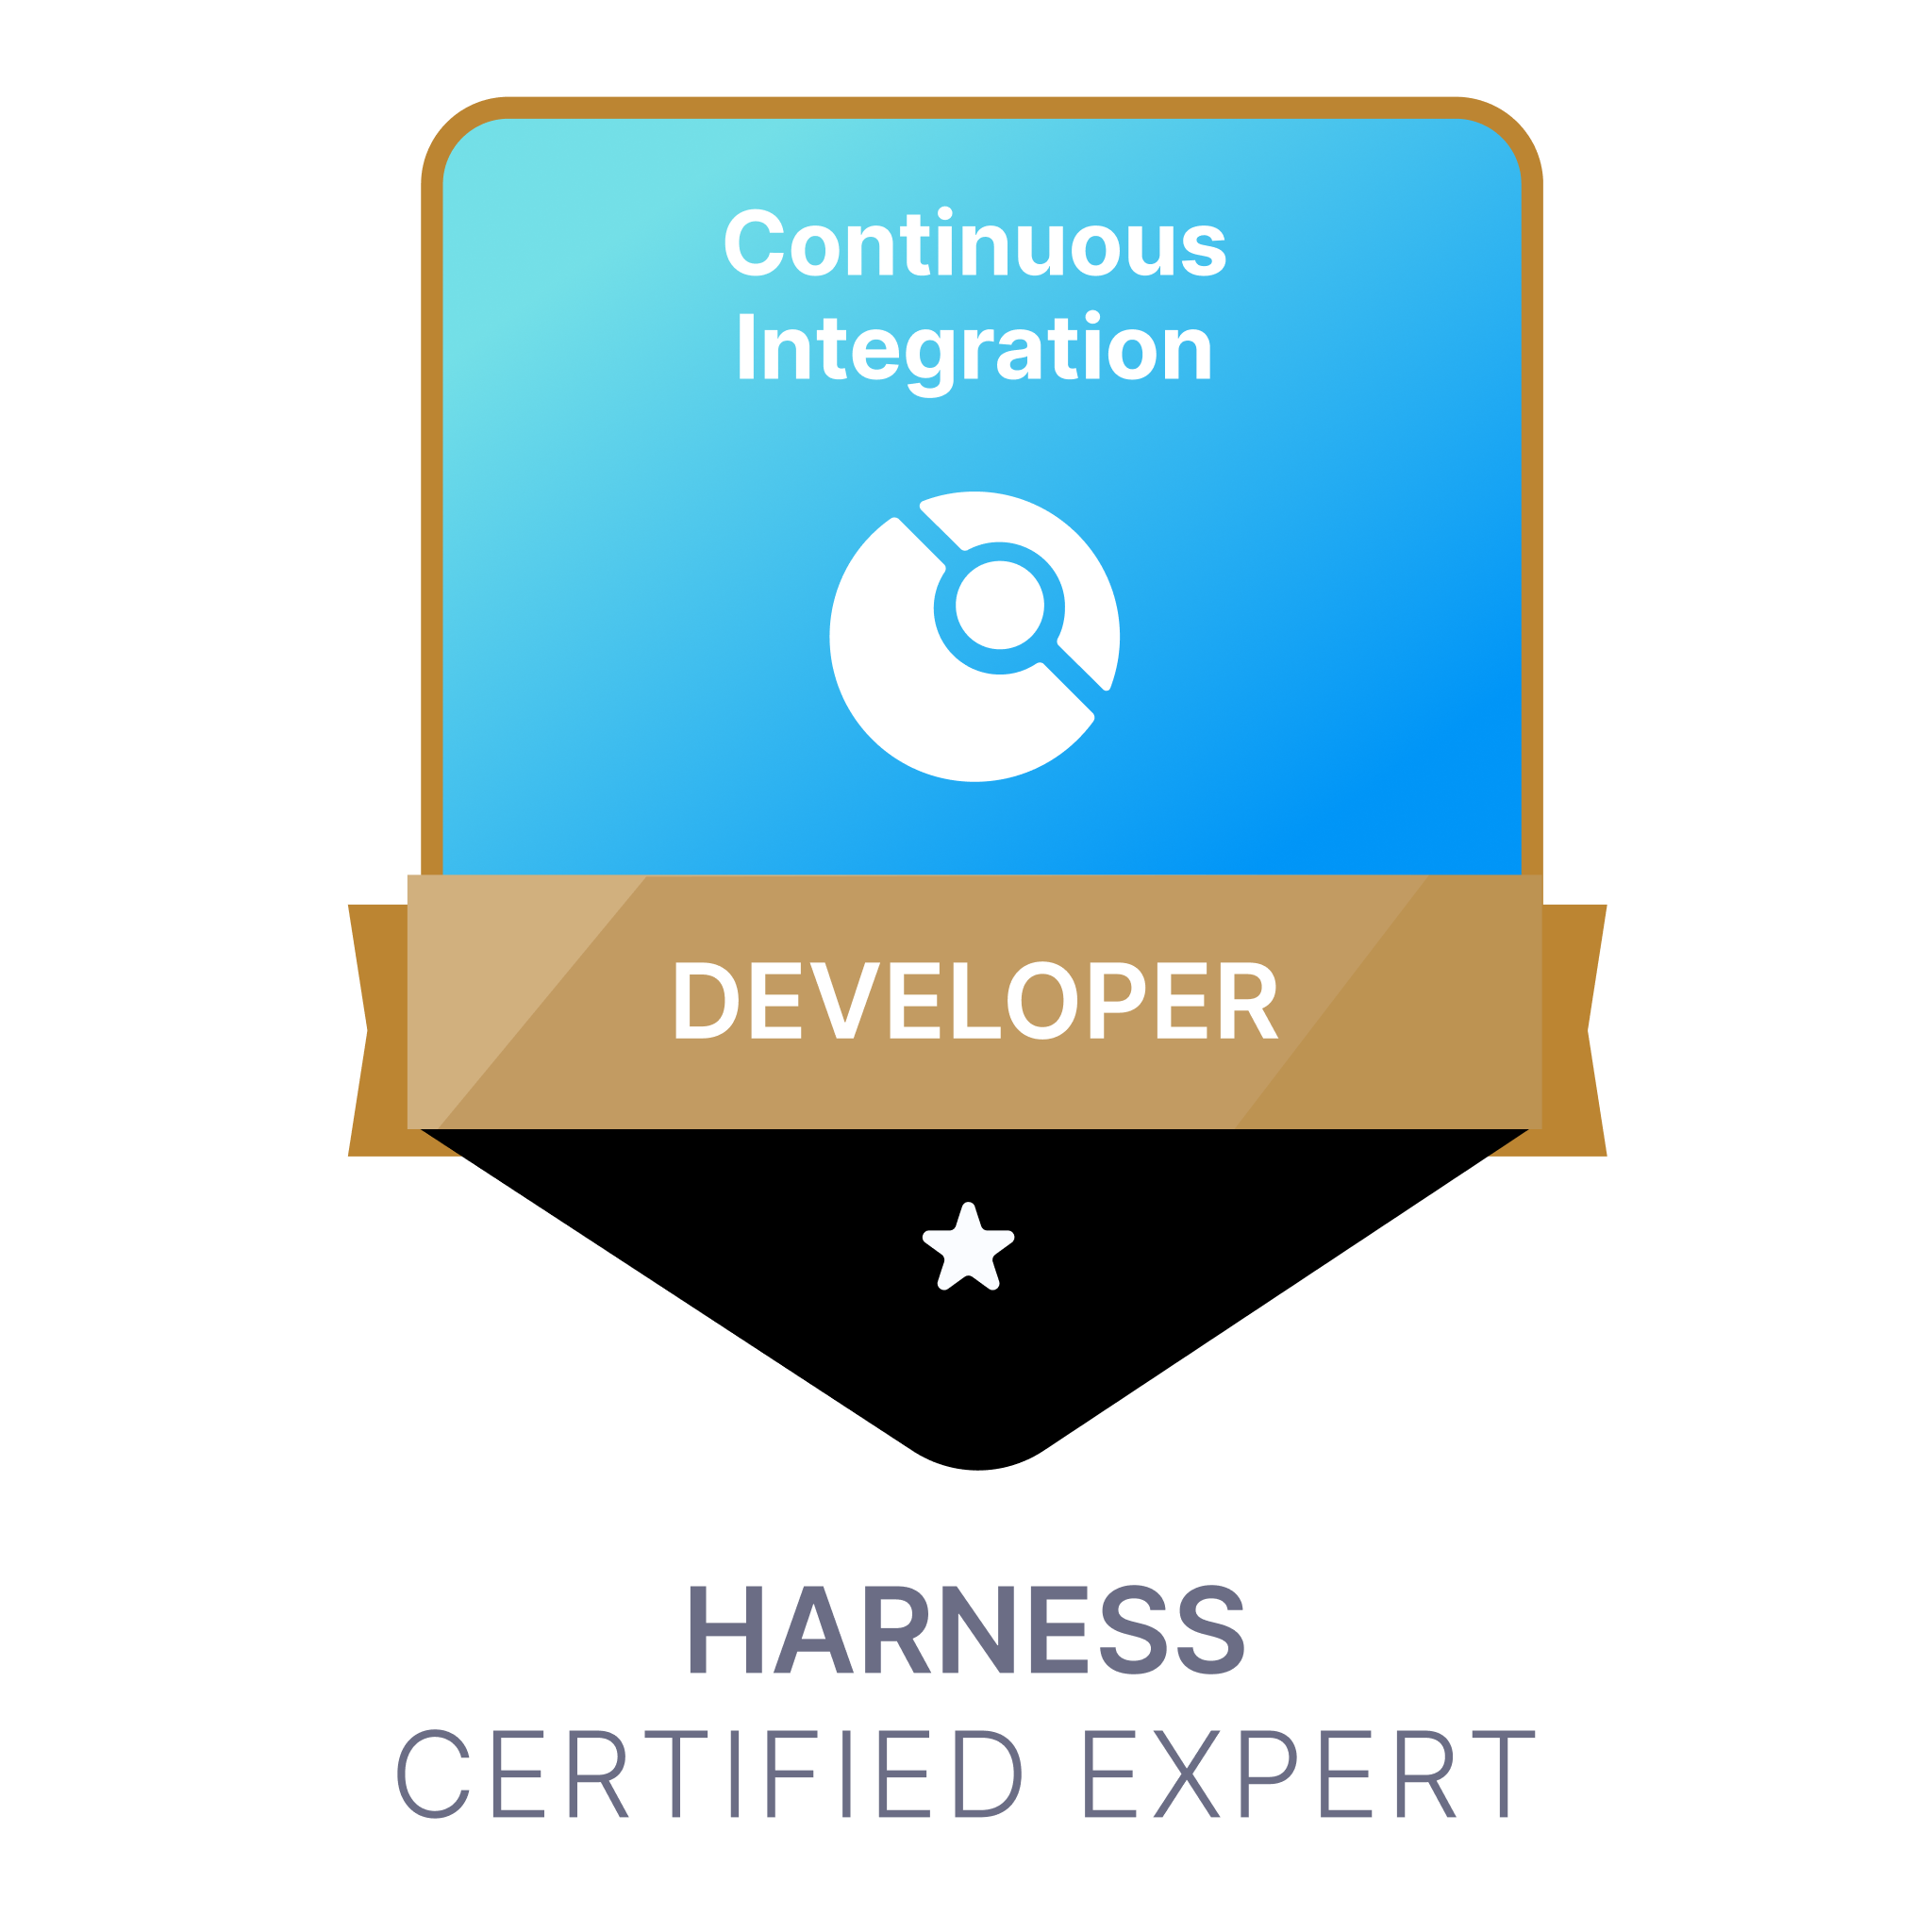 Continuous
Integration
DEVELOPER
HARNESS
CERTIFIED EXPERT